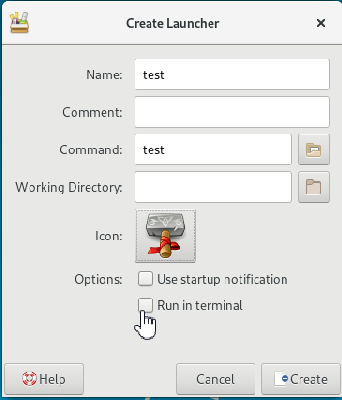 Create Launcher
Name: test
Comment:
Command: test
Working Directory:
Icon:
Options: Use startup notification
Run in terminal
Help Cancel Create